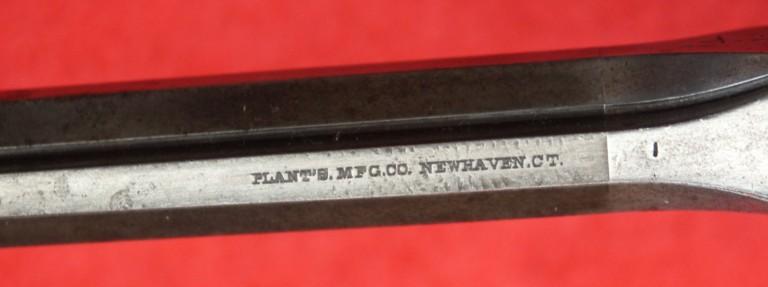 PLANT'S. MFG. CO. NEWHAVEN. CT.